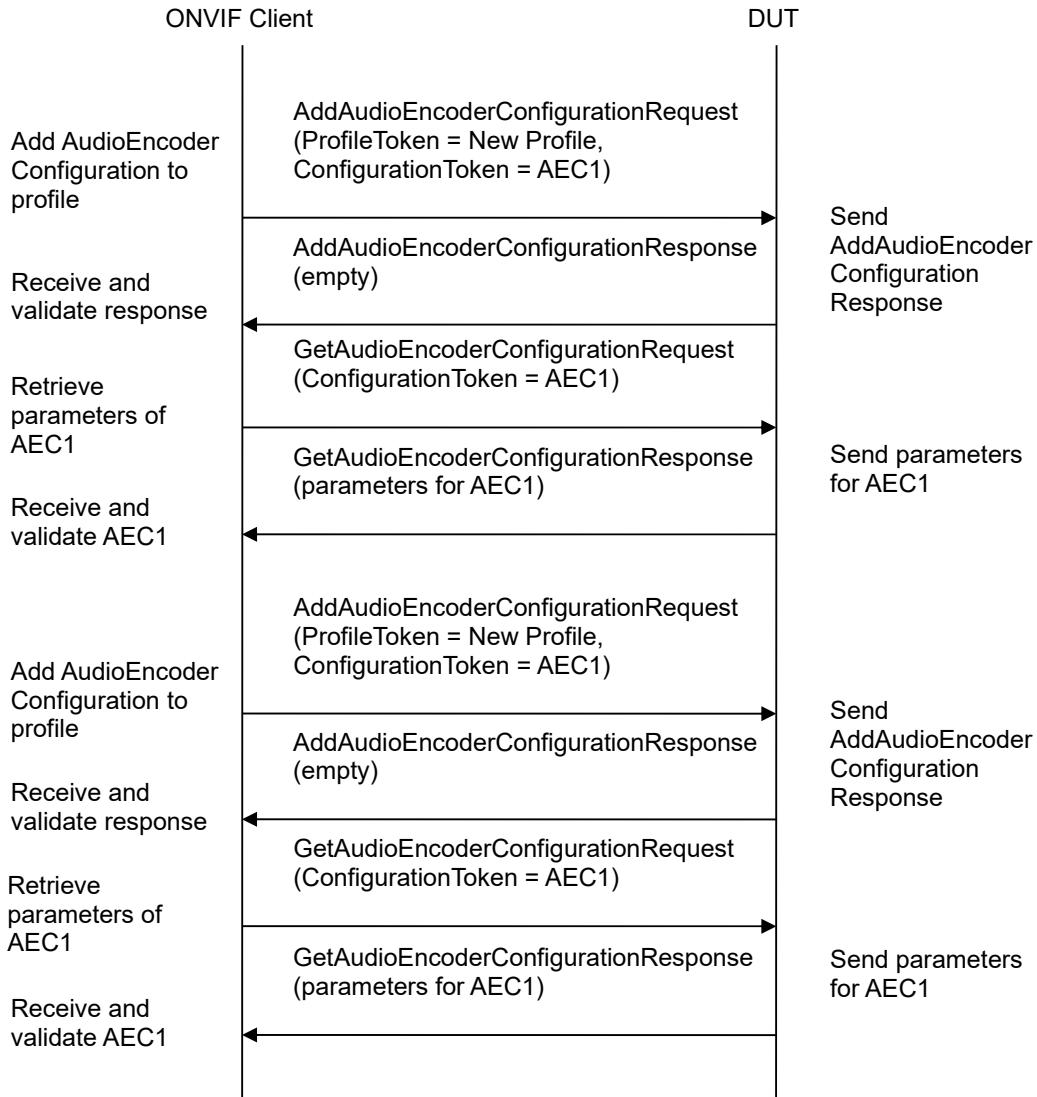 ONVIF Client
DUT
AddAudioEncoderConfigurationRequest
(ProfileToken = New Profile,
ConfigurationToken = AEC1)
Add AudioEncoder
Configuration to
profile
Send
AddAudioEncoder
Configuration
Response
AddAudioEncoderConfigurationResponse
(empty)
Receive and
validate response
GetAudioEncoderConfigurationRequest
(ConfigurationToken = AEC1)
Retrieve
parameters of
AEC1
GetAudioEncoderConfigurationResponse
(parameters for AEC1)
Send parameters
for AEC1
Receive and
validate AEC1
AddAudioEncoderConfigurationRequest
(ProfileToken = New Profile,
ConfigurationToken = AEC1)
Add AudioEncoder
Configuration to
profile
Send
AddAudioEncoder
Configuration
Response
AddAudioEncoderConfigurationResponse
(empty)
Receive and
validate response
GetAudioEncoderConfigurationRequest
(ConfigurationToken = AEC1)
Retrieve
parameters of
AEC1
GetAudioEncoderConfigurationResponse
(parameters for AEC1)
Send parameters
for AEC1
Receive and
validate AEC1